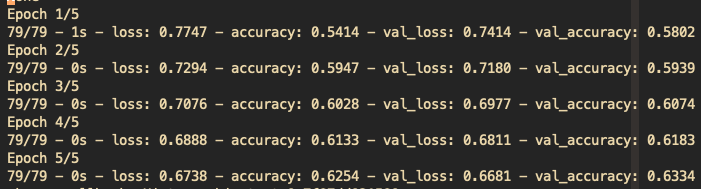 Epoch 1/5
79/79 - 1s - loss: 0.7747 - accuracy: 0.5414 - val_loss: 0.7414 - val_accuracy: 0.5802
Epoch 2/5
79/79 - 0s - loss: 0.7294 - accuracy: 0.5947 - val_loss: 0.7180 - val_accuracy: 0.5939
Epoch 3/5
79/79 - 0s - loss: 0.7076 - accuracy: 0.6028 - val_loss: 0.6977 - val_accuracy: 0.6074
Epoch 4/5
79/79 - 0s - loss: 0.6888 - accuracy: 0.6133 - val_loss: 0.6811 - val_accuracy: 0.6183
Epoch 5/5
79/79 - 0s - loss: 0.6738 - accuracy: 0.6254 - val_loss: 0.6681 - val_accuracy: 0.6334